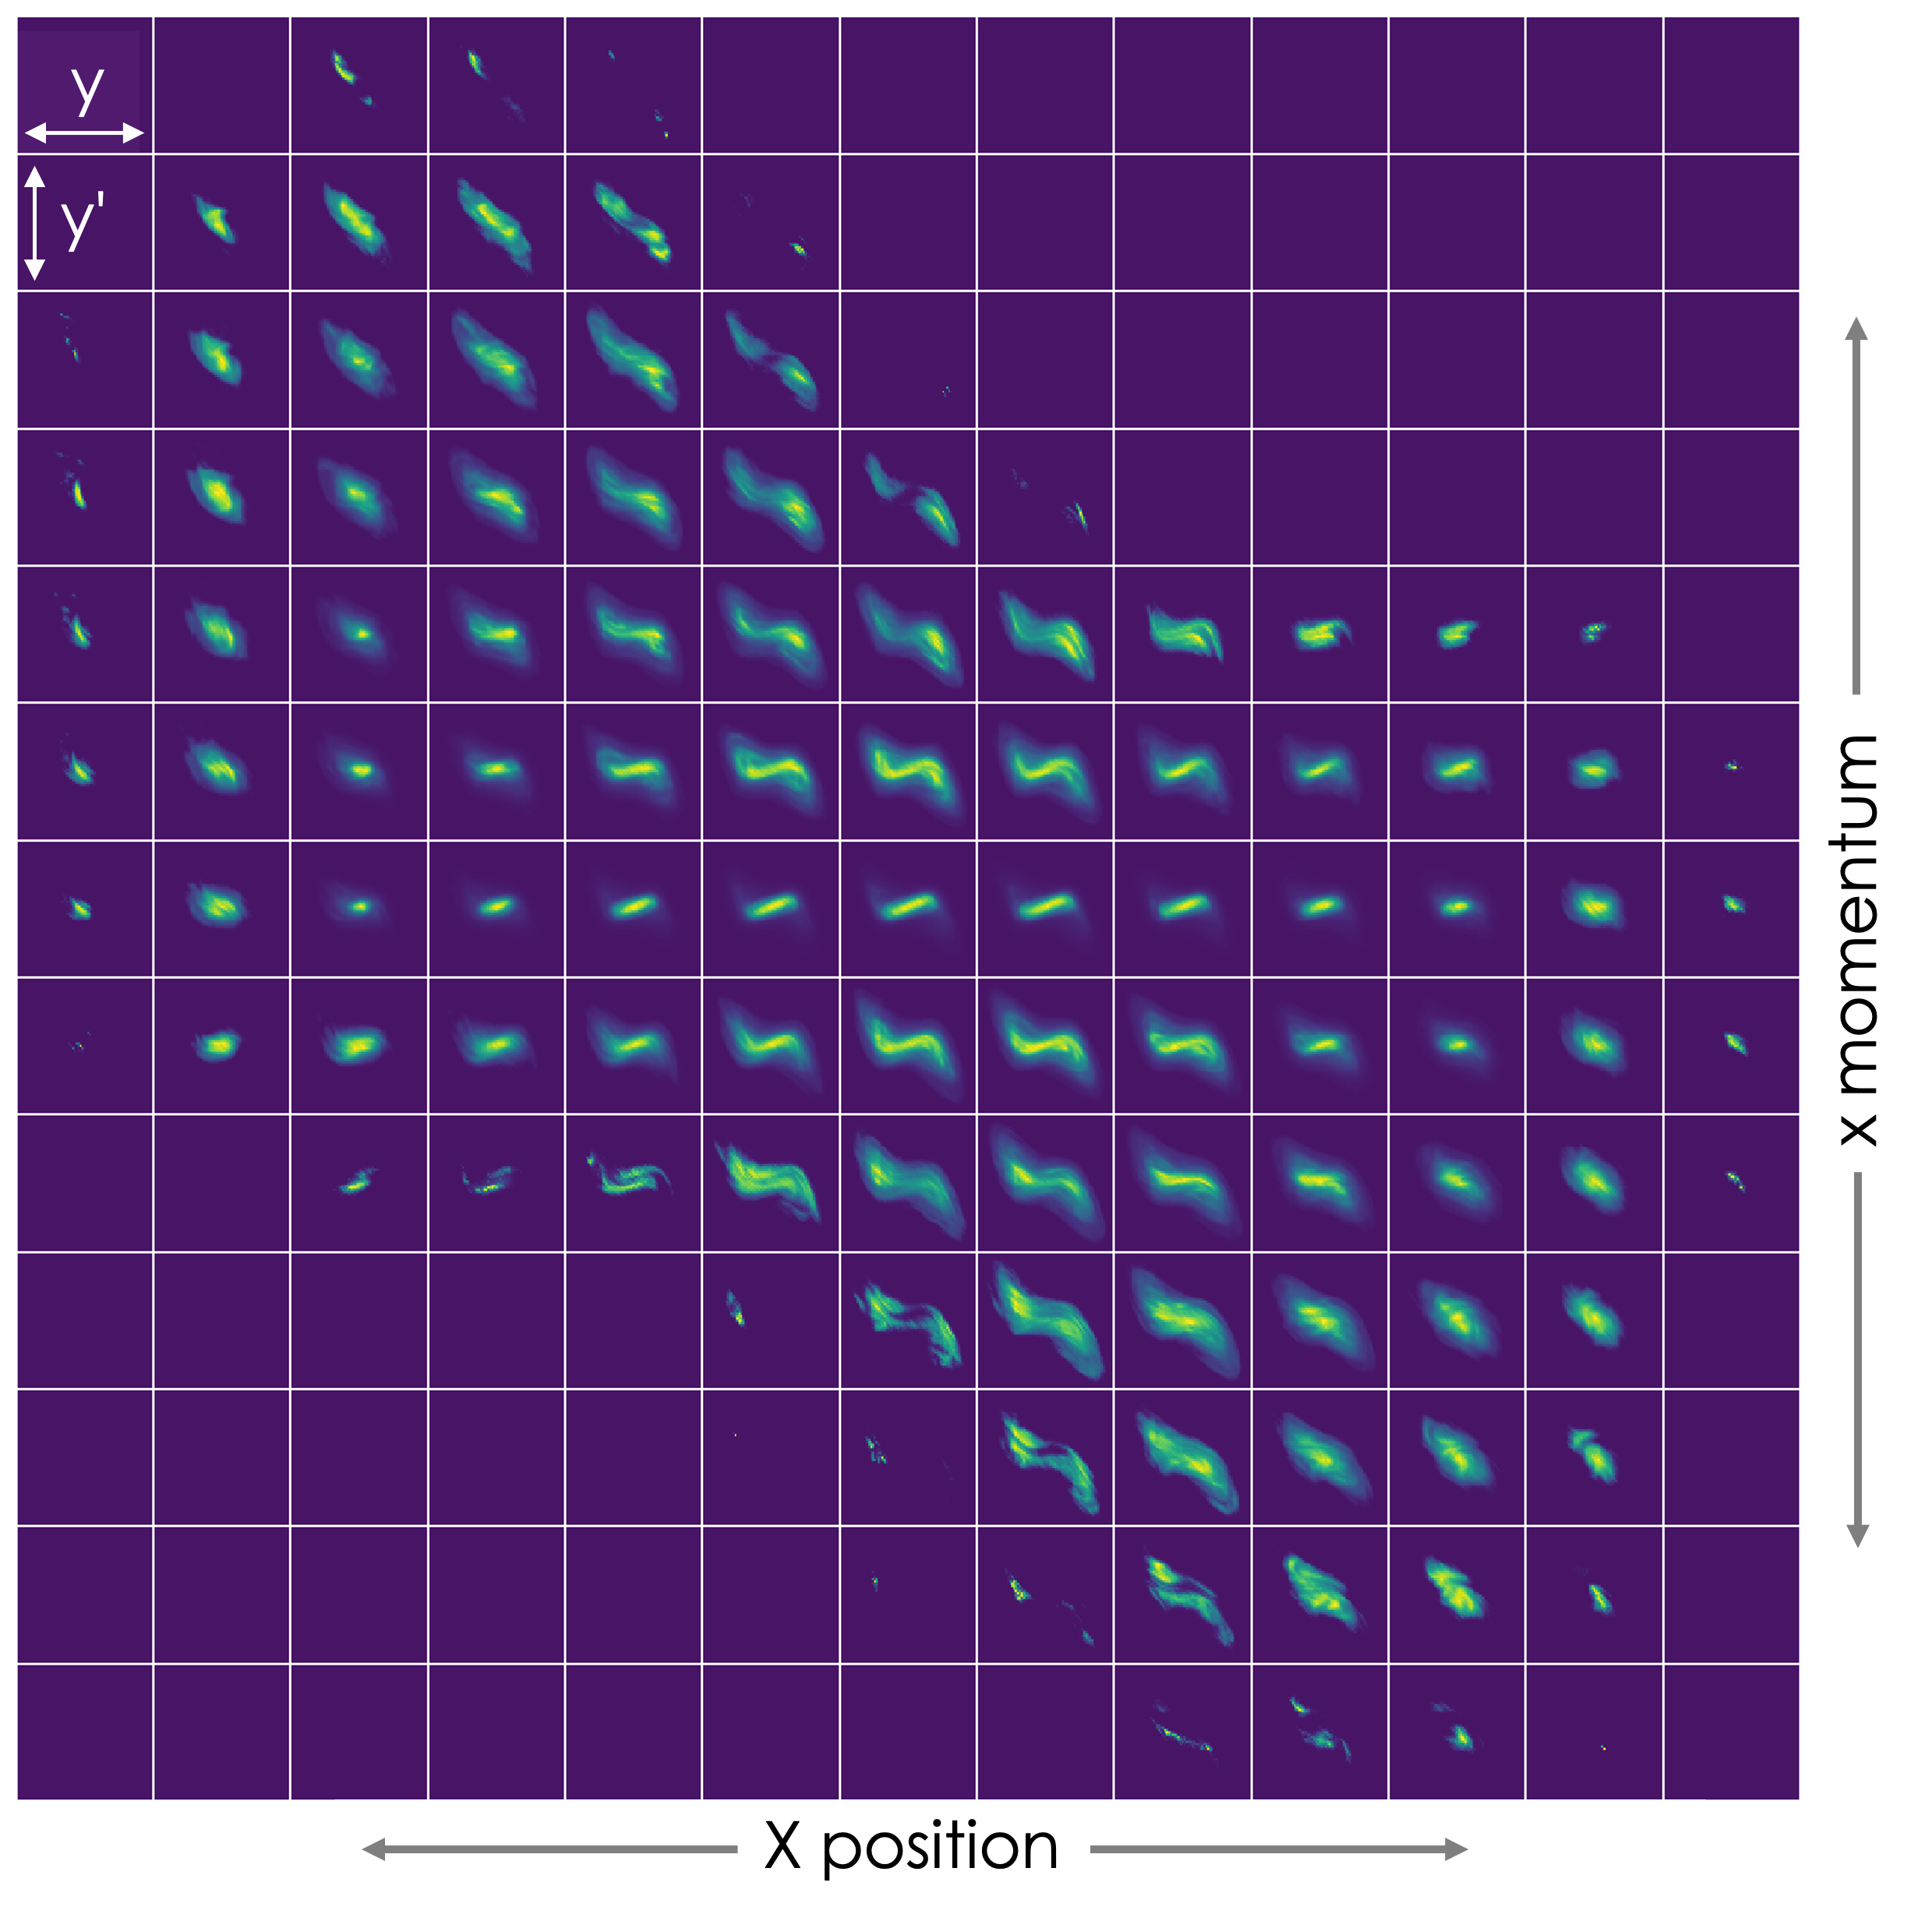 y
y'
x momentum
X position